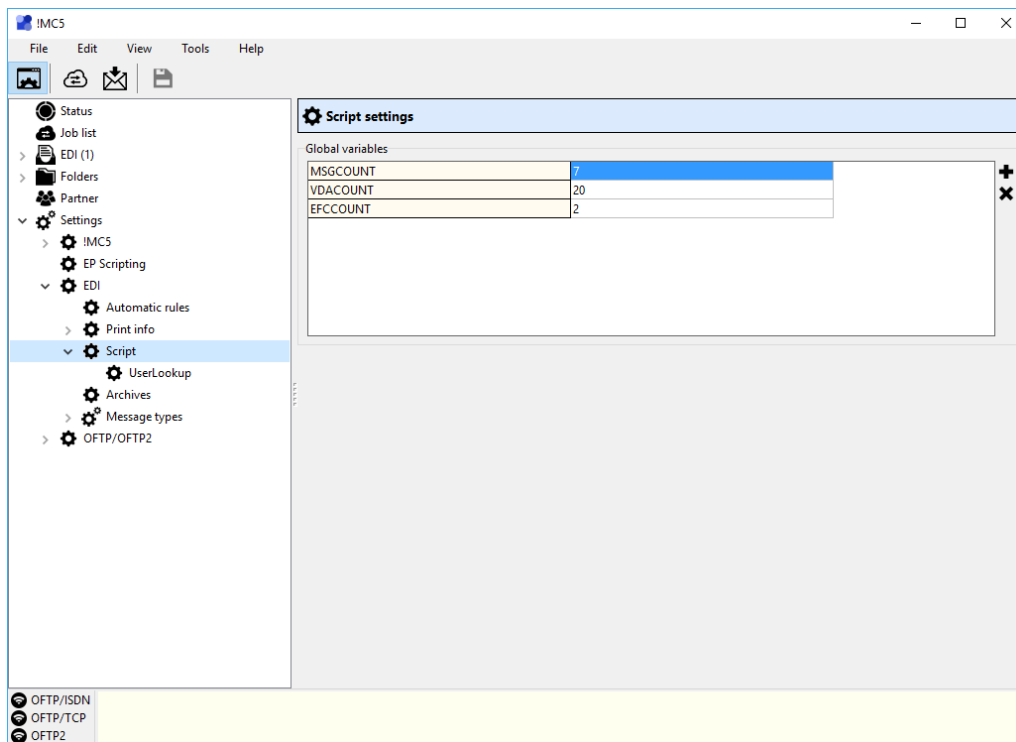 !MC5
File Edit View Tools Help
Status
Job list
EDI (1)
Folders
Partner
Settings
!MC5
EP Scripting
EDI
Automatic rules
Print info
Script
UserLookup
Archives
Message types
OFTP/OFTP2
Script settings
Global variables
MSGCOUNT 7
VDACOUNT 20
EFCCOUNT 2
OFTP/ISDN
OFTP/TCP
OFTP2